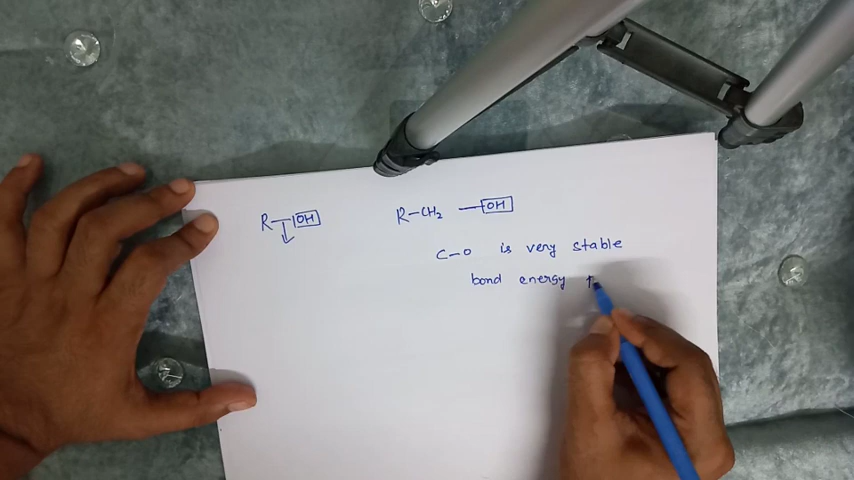 R-OH R-CH₂-OH
C-O is very stable
bond energy